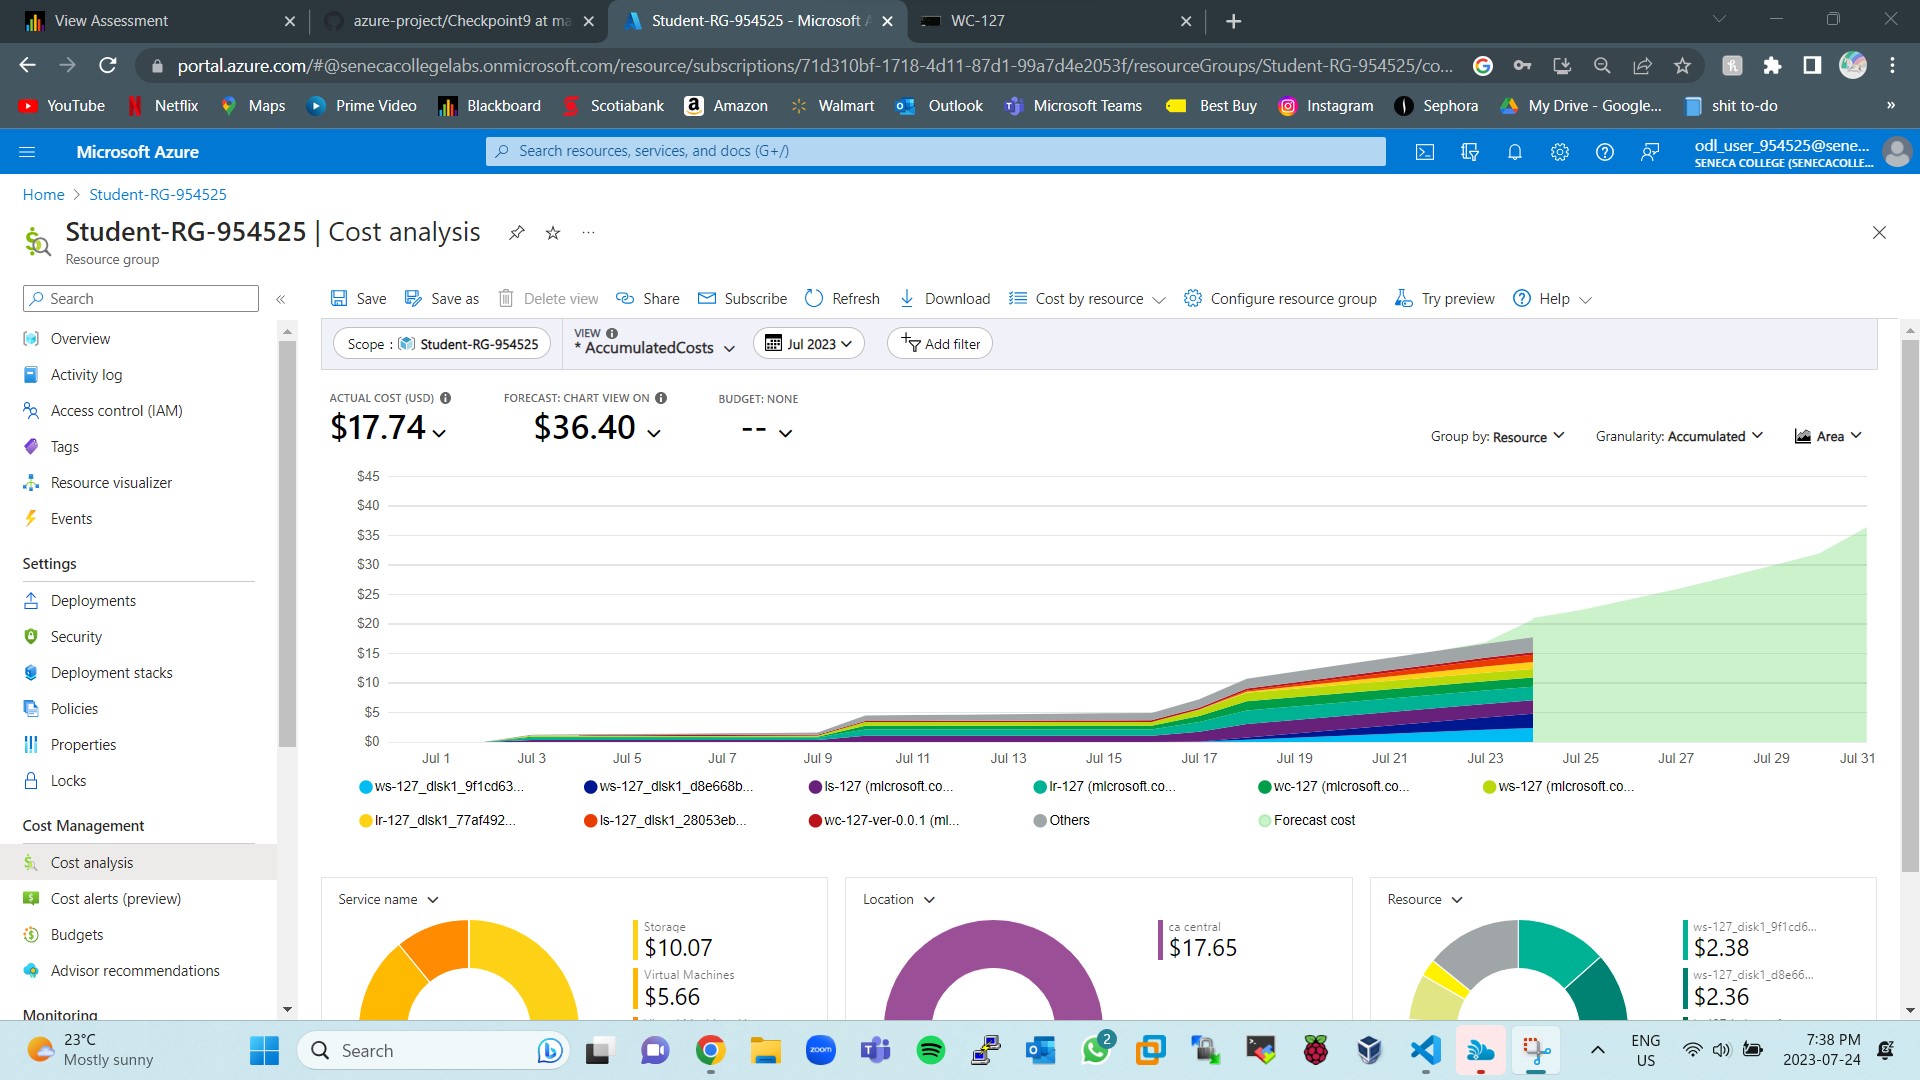 View Assessment
azure-project/Checkpoint9 at ma
Student-RG-954525 - Microsoft A
WC-127
portal.azure.com/#@senecacollegelabs.onmicrosoft.com/resource/subscriptions/71d310bf-1718-4d11-87d1-99a7d4e2053f/resourceGroups/Student-RG-954525/co...
YouTube
Netflix
Maps
Prime Video
Blackboard
Scotiabank
Amazon
Walmart
Outlook
Microsoft Teams
Best Buy
Instagram
Sephora
My Drive - Google...
shit to-do
»
Microsoft Azure
Search resources, services, and docs (G+/)
odl_user_954525@sene...
SENECA COLLEGE (SENECACOLLE...
Home > Student-RG-954525
Student-RG-954525 | Cost analysis
Resource group
Search
Save
Save as
Delete view
Share
Subscribe
Refresh
Download
Cost by resource
Configure resource group
Try preview
Help
Overview
Activity log
Access control (IAM)
Tags
Resource visualizer
Events
Settings
Deployments
Security
Deployment stacks
Policies
Properties
Locks
Cost Management
Cost analysis
Cost alerts (preview)
Budgets
Advisor recommendations
Monitoring
Scope : Student-RG-954525
VIEW
* AccumulatedCosts
Jul 2023
Add filter
ACTUAL COST (USD)
$17.74
FORECAST: CHART VIEW ON
$36.40
BUDGET: NONE
--
Group by: Resource
Granularity: Accumulated
Area
$45
$40
$35
$30
$25
$20
$15
$10
$5
$0
Jul 1 Jul 3 Jul 5 Jul 7 Jul 9 Jul 11 Jul 13 Jul 15 Jul 17 Jul 19 Jul 21 Jul 23 Jul 25 Jul 27 Jul 29 Jul 31
ws-127_disk1_9f1cd63...
ws-127_disk1_d8e668b...
ls-127 (microsoft.co...
lr-127 (microsoft.co...
wc-127 (microsoft.co...
ws-127 (microsoft.co...
lr-127_disk1_77af492...
ls-127_disk1_28053eb...
wc-127-ver-0.0.1 (mi...
Others
Forecast cost
Service name
Storage
$10.07
Virtual Machines
$5.66
Location
ca central
$17.65
Resource
ws-127_disk1_9f1cd6...
$2.38
ws-127_disk1_d8e66...
$2.36
23°C
Mostly sunny
Search
zoom
2
ENG
US
7:38 PM
2023-07-24